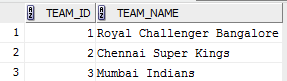 TEAM_ID TEAM_NAME
1 1 Royal Challenger Bangalore
2 2 Chennai Super Kings
3 3 Mumbai Indians